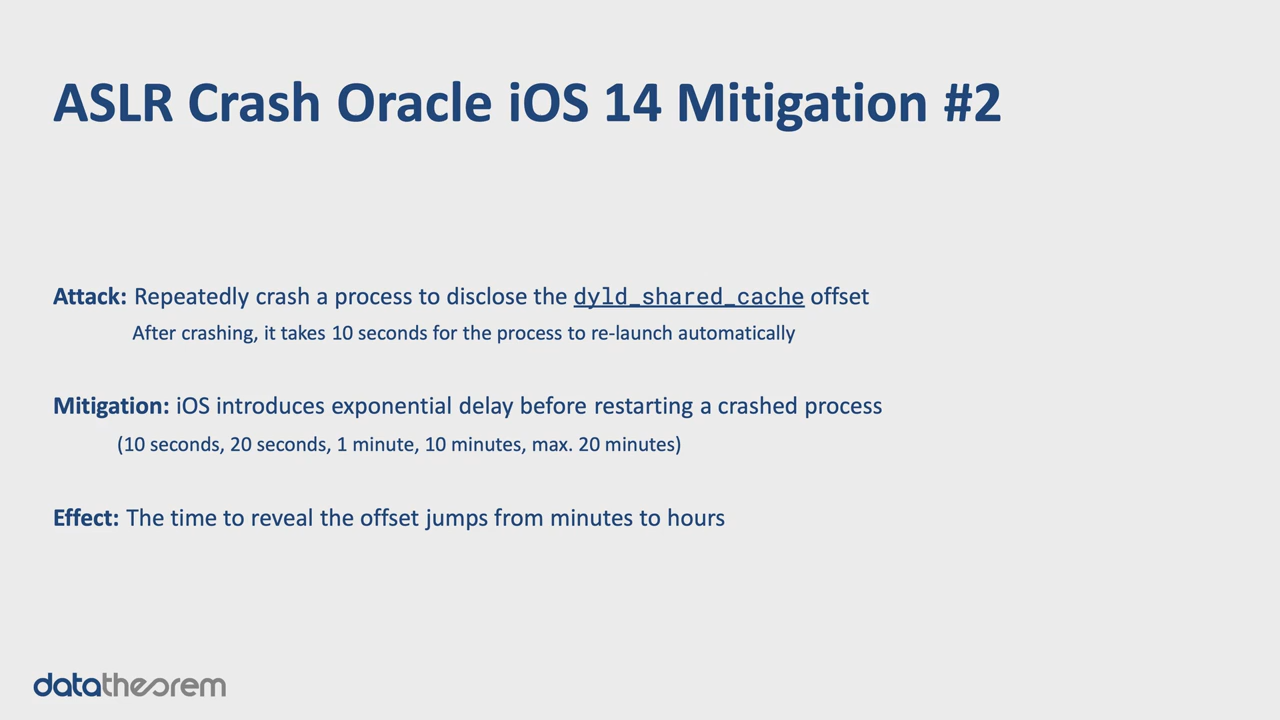 ASLR Crash Oracle iOS 14 Mitigation #2
Attack: Repeatedly crash a process to disclose the dyld_shared_cache offset
After crashing, it takes 10 seconds for the process to re-launch automatically
Mitigation: iOS introduces exponential delay before restarting a crashed process
(10 seconds, 20 seconds, 1 minute, 10 minutes, max. 20 minutes)
Effect: The time to reveal the offset jumps from minutes to hours
datatheorem